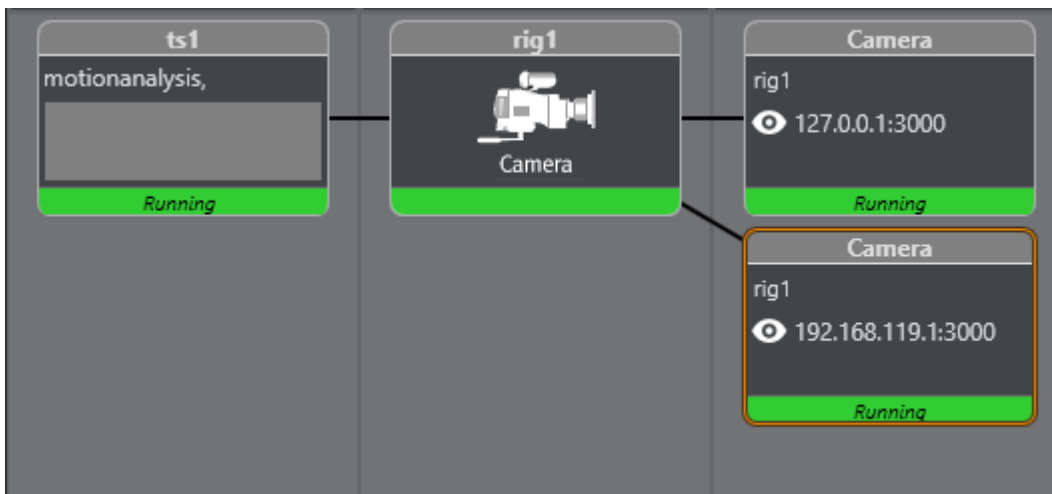 ts1
motionanalysis,
Running
rig1
Camera
Camera
rig1
127.0.0.1:3000
Running
Camera
rig1
192.168.119.1:3000
Running